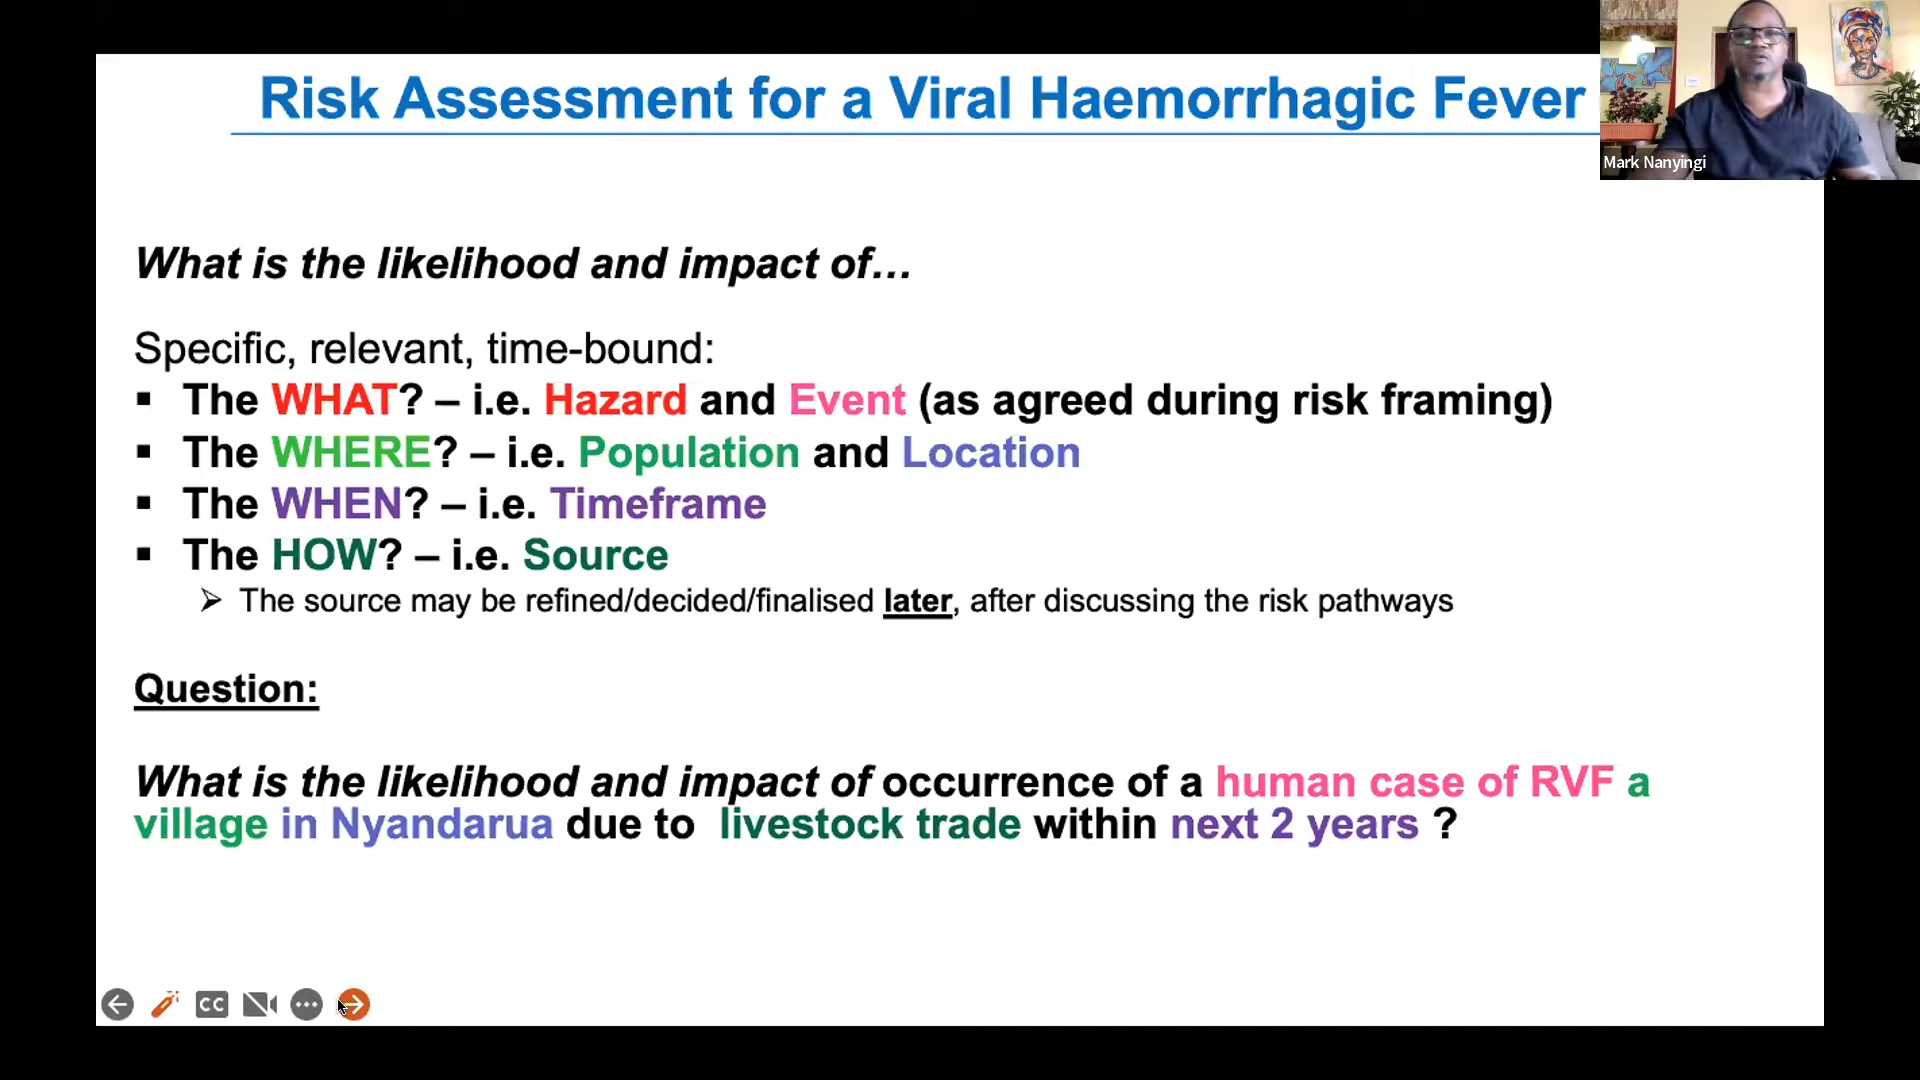 Risk Assessment for a Viral Haemorrhagic Fever
Mark Nanyingi
What is the likelihood and impact of...
Specific, relevant, time-bound:
▪ The WHAT? – i.e. Hazard and Event (as agreed during risk framing)
▪ The WHERE? – i.e. Population and Location
▪ The WHEN? – i.e. Timeframe
▪ The HOW? – i.e. Source
➢ The source may be refined/decided/finalised later, after discussing the risk pathways
Question:
What is the likelihood and impact of occurrence of a human case of RVF a
village in Nyandarua due to livestock trade within next 2 years ?
CC